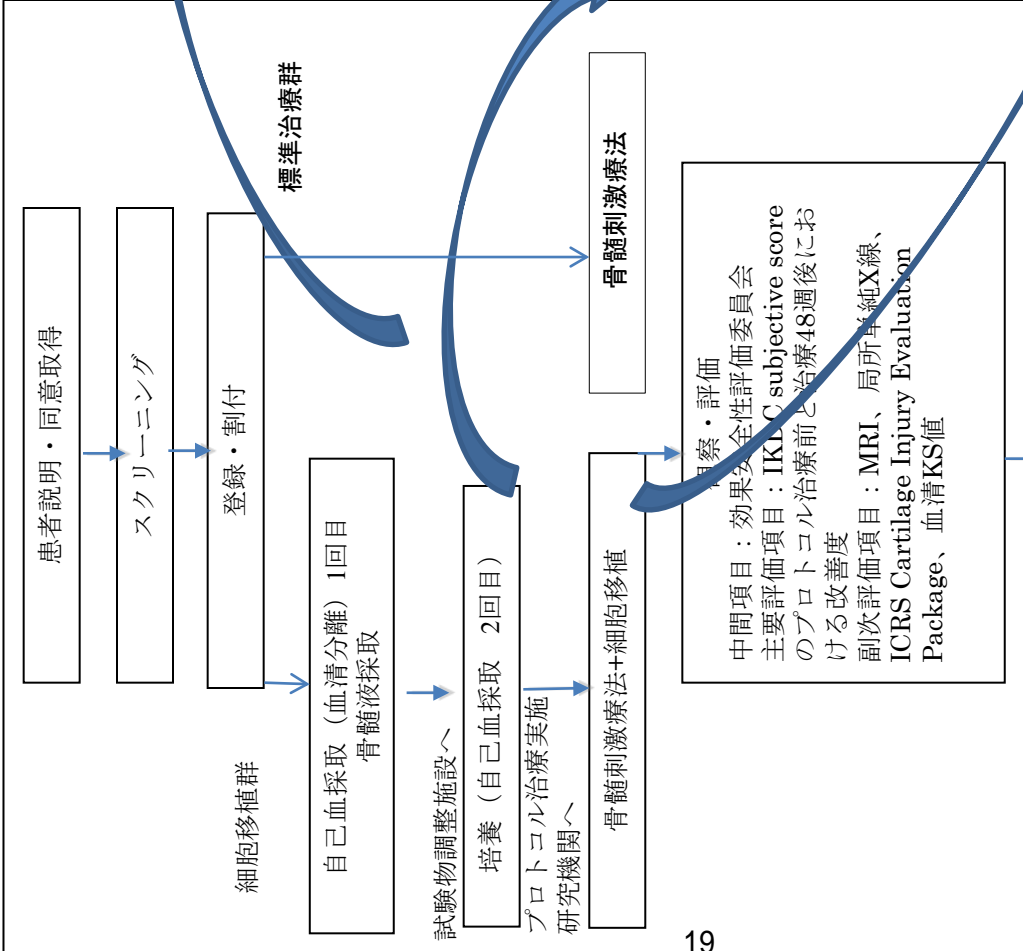 患者説明・同意取得
スクリーニング
登録・割付
細胞移植群
標準治療群
自己血採取（血清分離）1回目
骨髄液採取
試験物調整施設へ
培養（自己血採取 2回目）
プロトコル治療実施
研究機関へ
骨髄刺激療法+細胞移植
骨髄刺激療法
観察・評価
中間項目：効果安全性評価委員会
主要評価項目：IKDC subjective score
のプロトコル治療前と治療48週後にお
ける改善度
副次評価項目：MRI、局所単純X線、
ICRS Cartilage Injury Evaluation
Package、血清KS値
19